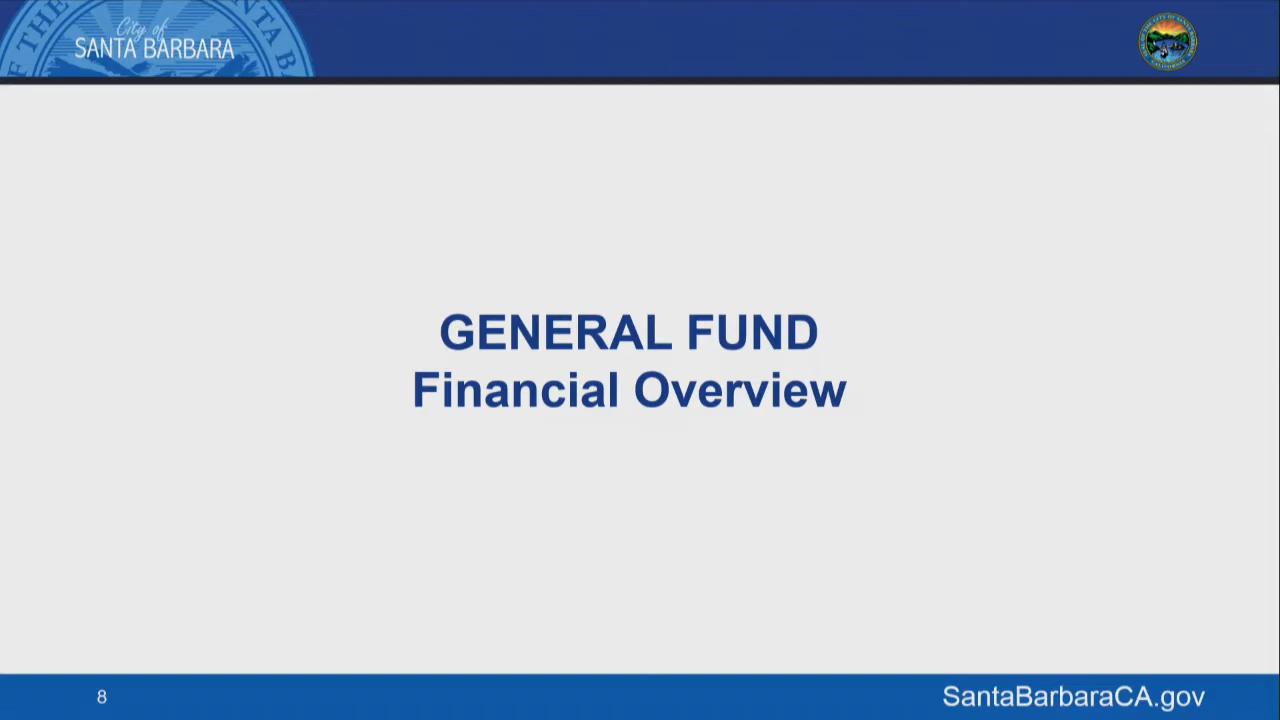 City of
SANTA BARBARA
GENERAL FUND
Financial Overview
8
SantaBarbaraCA.gov